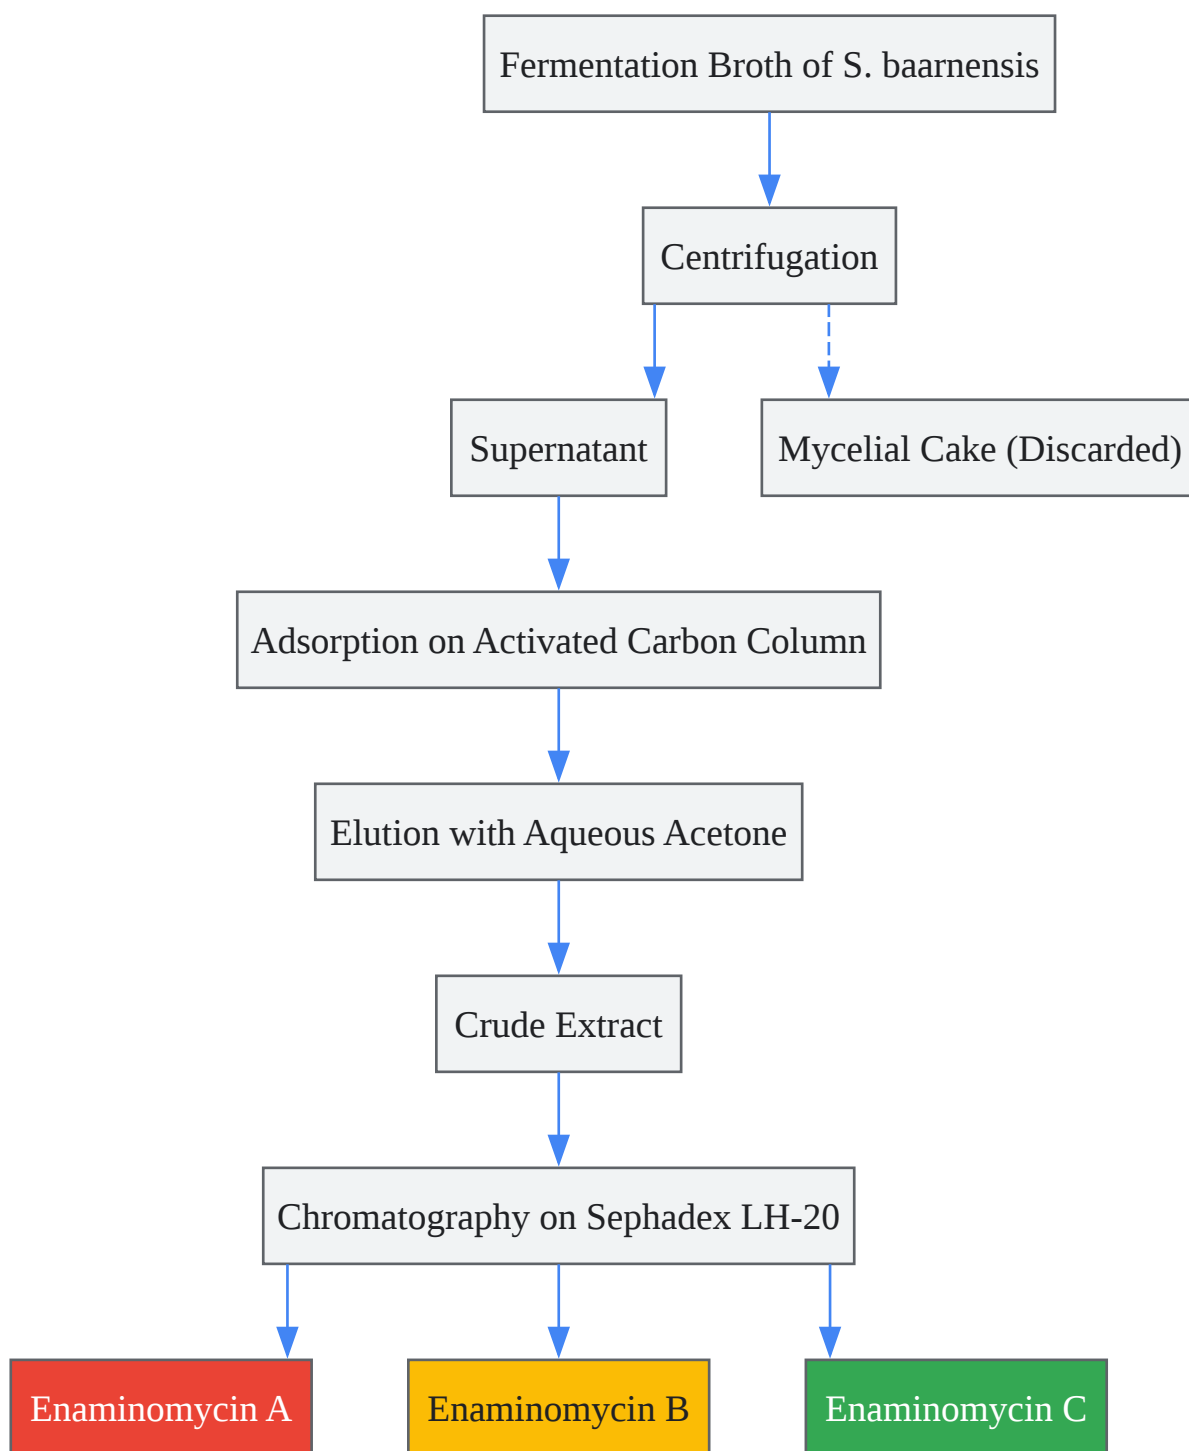 Fermentation Broth of S. baarnensis
Centrifugation
Supernatant
Mycelial Cake (Discarded)
Adsorption on Activated Carbon Column
Elution with Aqueous Acetone
Crude Extract
Chromatography on Sephadex LH-20
Enaminomycin A
Enaminomycin B
Enaminomycin C